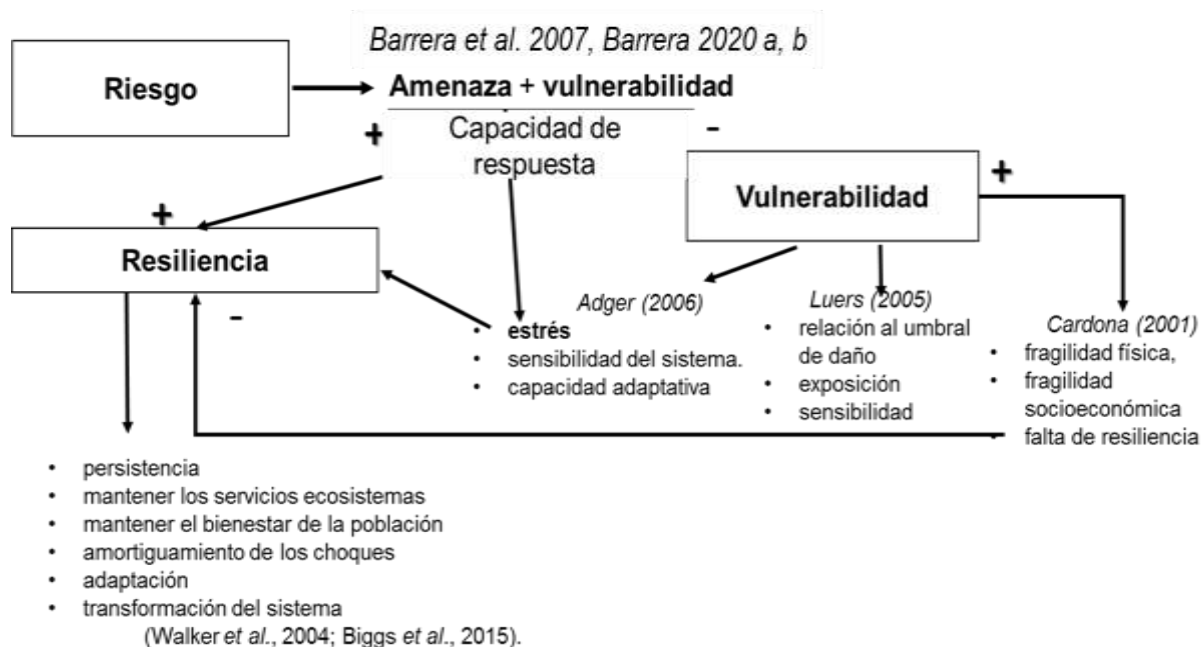 Barrera et al. 2007, Barrera 2020 a, b
Riesgo
Amenaza + vulnerabilidad
+
-
Capacidad de
respuesta
Vulnerabilidad
+
+
Resiliencia
-
Adger (2006)
• estrés
• sensibilidad del sistema.
• capacidad adaptativa
Luers (2005)
• relación al umbral
de daño
• exposición
• sensibilidad
Cardona (2001)
• fragilidad física,
• fragilidad
socioeconómica
• falta de resiliencia
• persistencia
• mantener los servicios ecosistemas
• mantener el bienestar de la población
• amortiguamiento de los choques
• adaptación
• transformación del sistema
(Walker et al., 2004; Biggs et al., 2015).